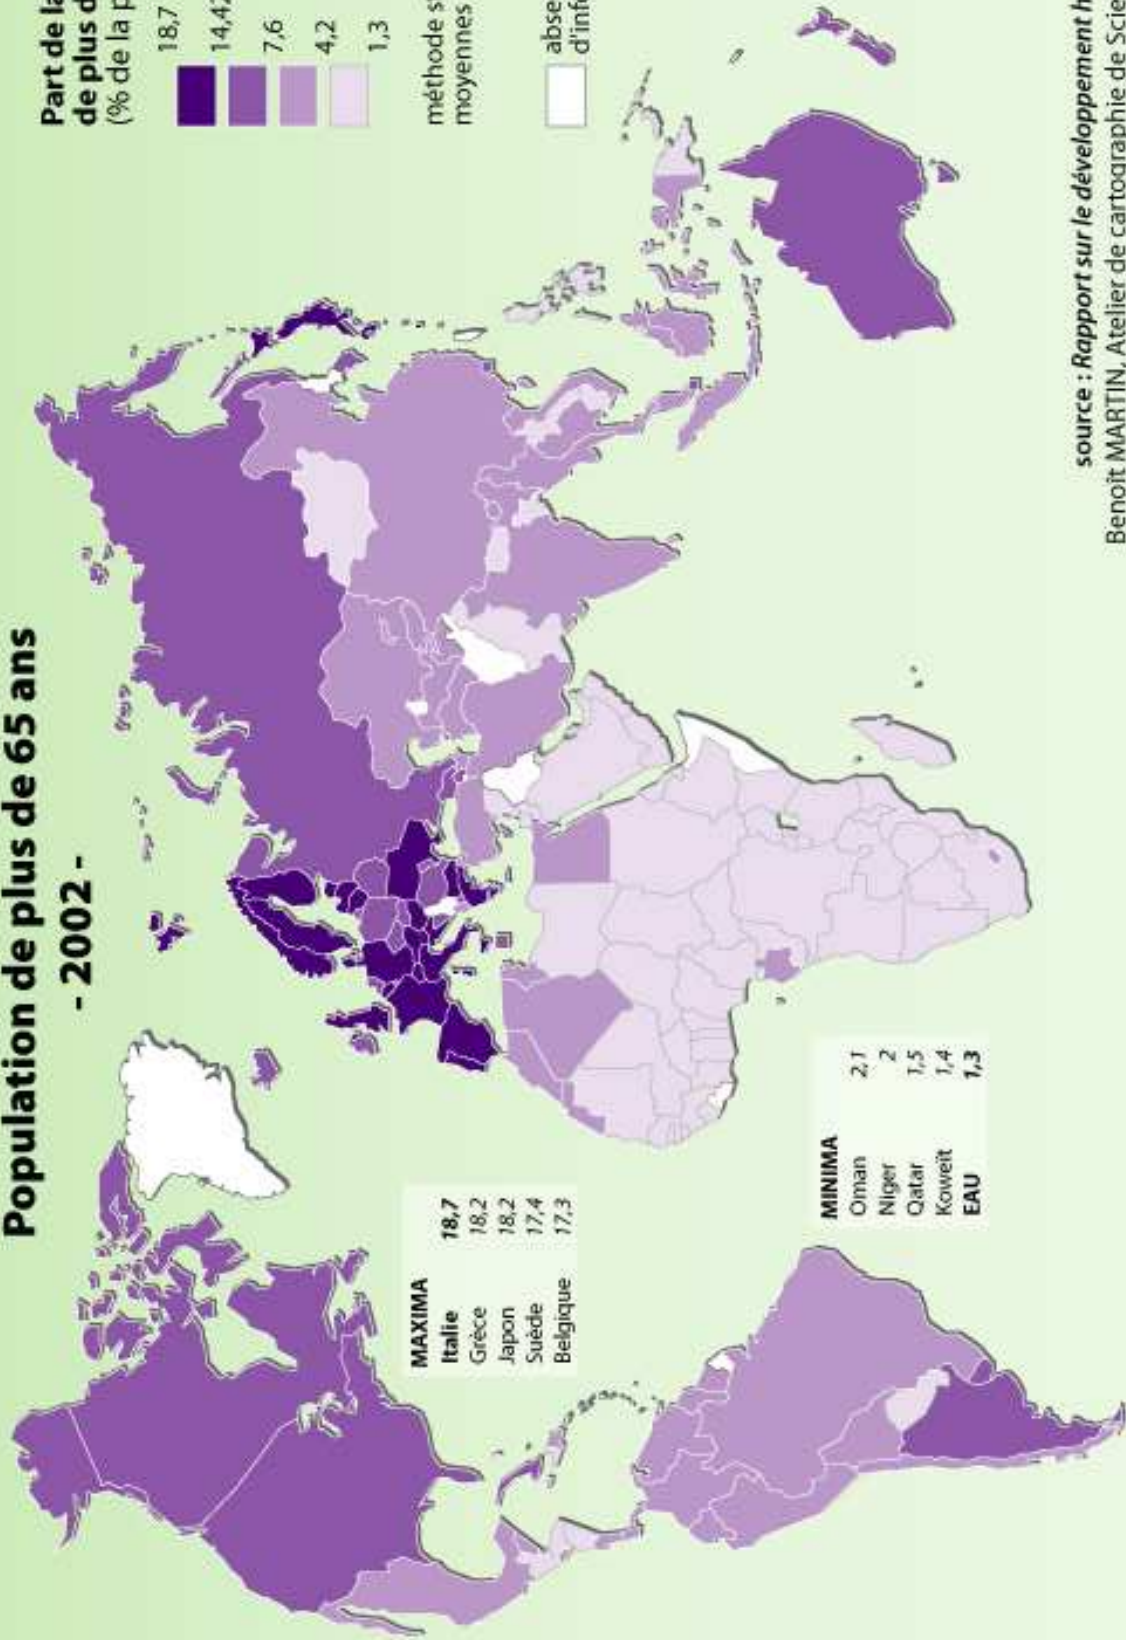 Population de plus de 65 ans
- 2002 -
Part de la
de plus d
(% de la p
18,7
14,42
7,6
4,2
1,3
méthode s
moyennes
abse
d'info
MAXIMA
Italie 18,7
Grèce 18,2
Japon 18,2
Suède 17,4
Belgique 17,3
MINIMA
Oman 2,1
Niger 2
Qatar 1,5
Koweït 1,4
EAU 1,3
source : Rapport sur le développement h
Benoît MARTIN, Atelier de cartographie de Scie